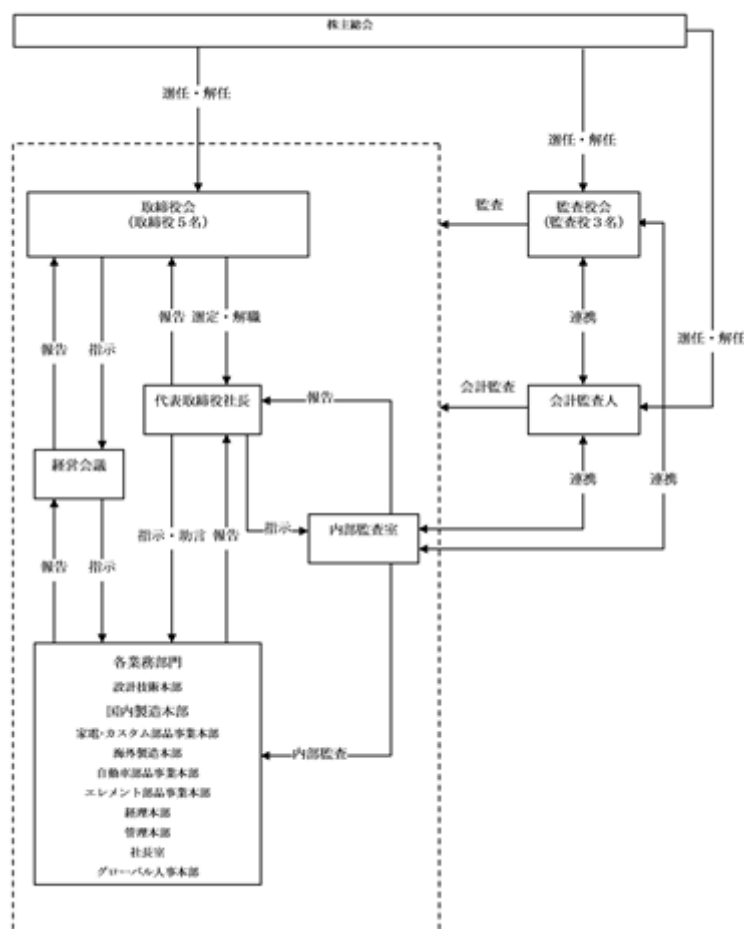 株主総会
選任・解任
選任・解任
取締役会
(取締役5名)
監査
監査役会
(監査役3名)
報告
指示
報告
選定・解職
連携
選任・解任
代表取締役社長
報告
会計監査
会計監査人
経営会議
連携
連携
報告
指示
指示・助言
報告
指示
内部監査室
各業務部門
設計技術本部
国内製造本部
家電・カスタム部品事業本部
海外製造本部
自動車部品事業本部
エレメント部品事業本部
経理本部
管理本部
社長室
グローバル人事本部
内部監査